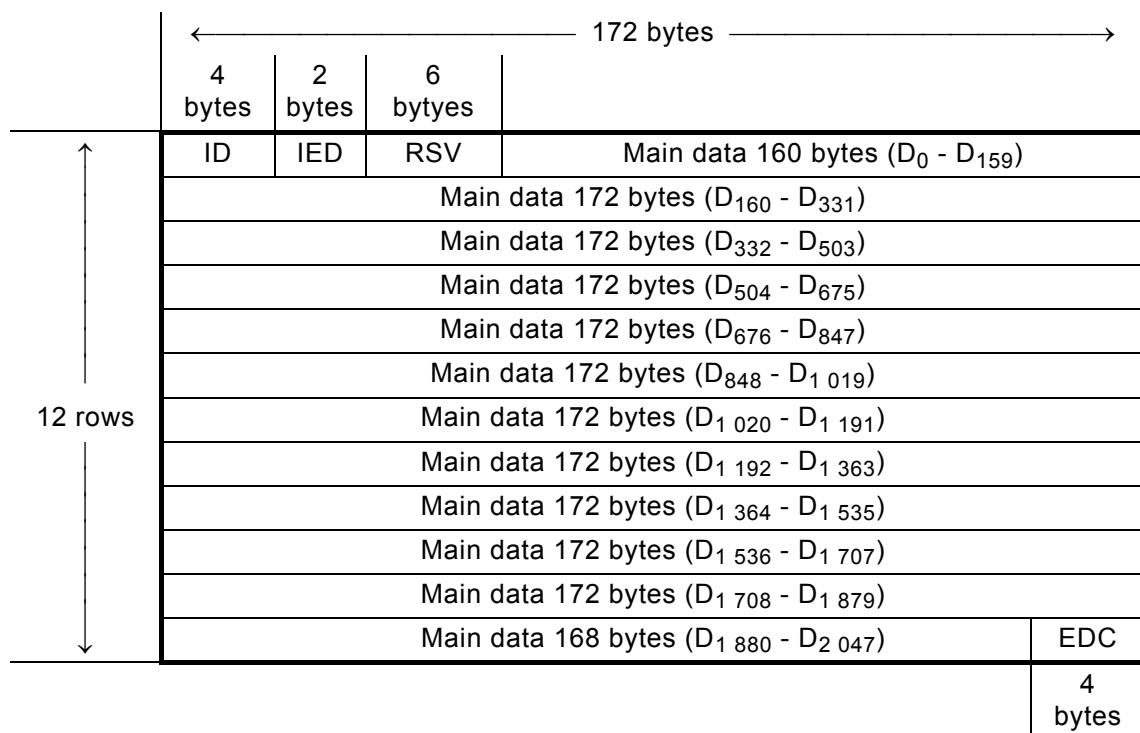 ← 172 bytes →
4 bytes 2 bytes 6 bytyes
ID IED RSV Main data 160 bytes (D0 - D159)
Main data 172 bytes (D160 - D331)
Main data 172 bytes (D332 - D503)
Main data 172 bytes (D504 - D675)
Main data 172 bytes (D676 - D847)
Main data 172 bytes (D848 - D1 019)
12 rows Main data 172 bytes (D1 020 - D1 191)
Main data 172 bytes (D1 192 - D1 363)
Main data 172 bytes (D1 364 - D1 535)
Main data 172 bytes (D1 536 - D1 707)
Main data 172 bytes (D1 708 - D1 879)
Main data 168 bytes (D1 880 - D2 047) EDC
4
bytes